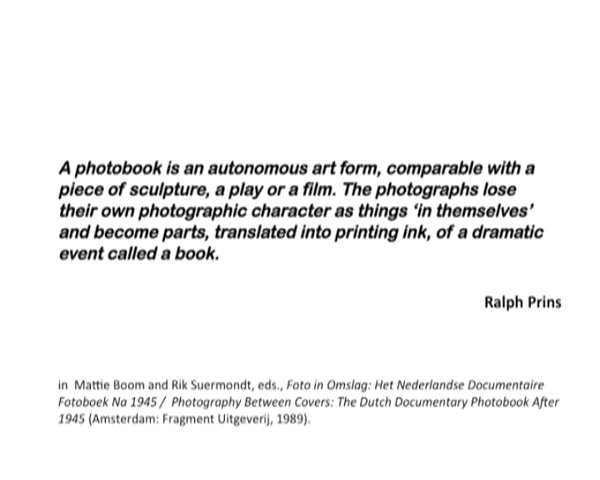 A photobook is an autonomous art form, comparable with a
piece of sculpture, a play or a film. The photographs lose
their own photographic character as things ‘in themselves’
and become parts, translated into printing ink, of a dramatic
event called a book.
Ralph Prins
in Mattie Boom and Rik Suermondt, eds., Foto in Omslag: Het Nederlandse Documentaire
Fotoboek Na 1945 / Photography Between Covers: The Dutch Documentary Photobook After
1945 (Amsterdam: Fragment Uitgeverij, 1989).